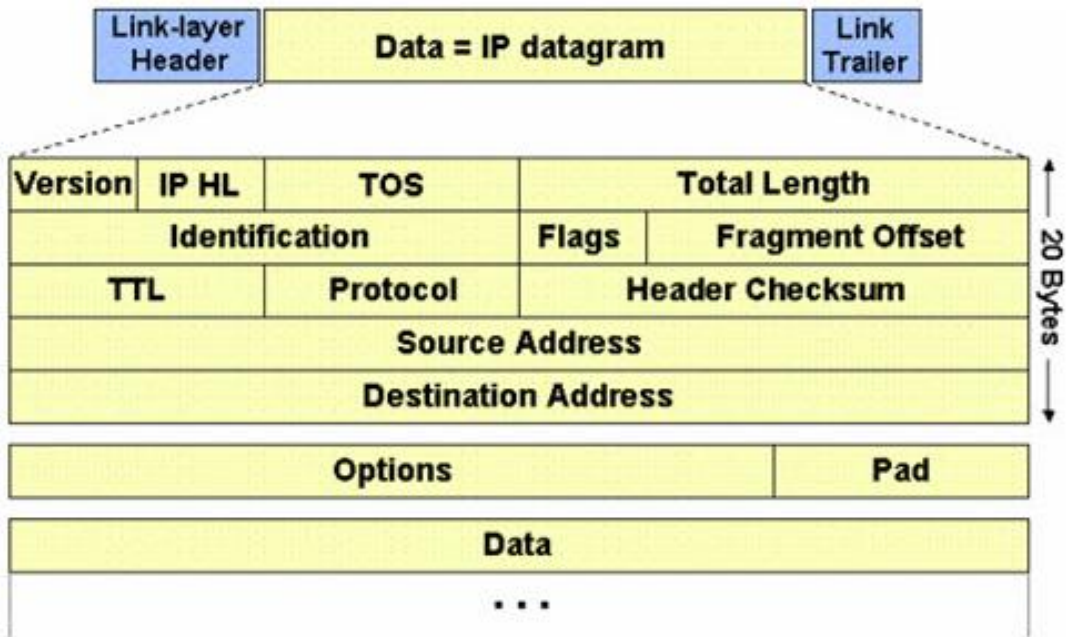 Link-layer
Header
Data = IP datagram
Link
Trailer
Version
IP HL
TOS
Total Length
Identification
Flags
Fragment Offset
TTL
Protocol
Header Checksum
Source Address
Destination Address
20 Bytes
Options
Pad
Data
...